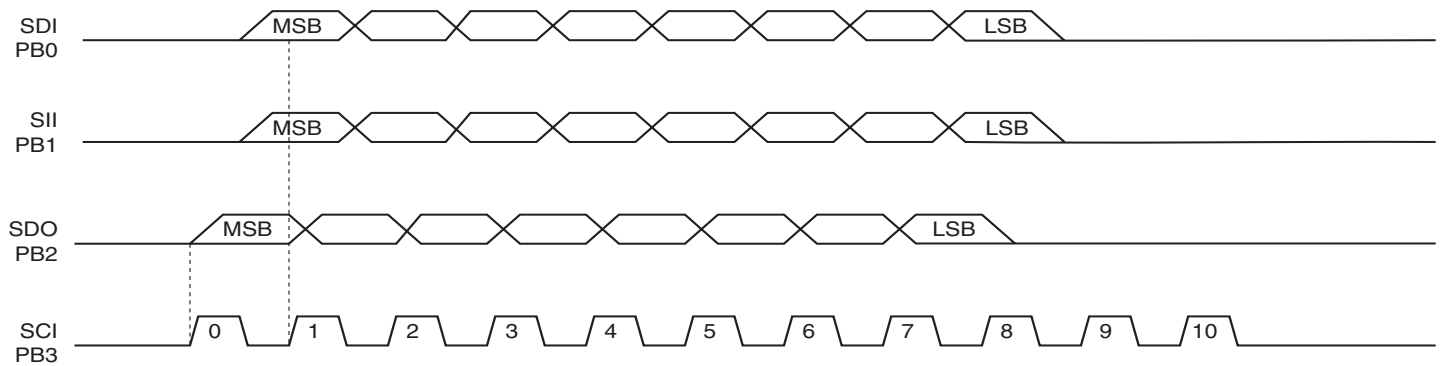 SDI
PB0
MSB LSB
SII
PB1
MSB LSB
SDO
PB2
MSB LSB
SCI
PB3
0 1 2 3 4 5 6 7 8 9 10